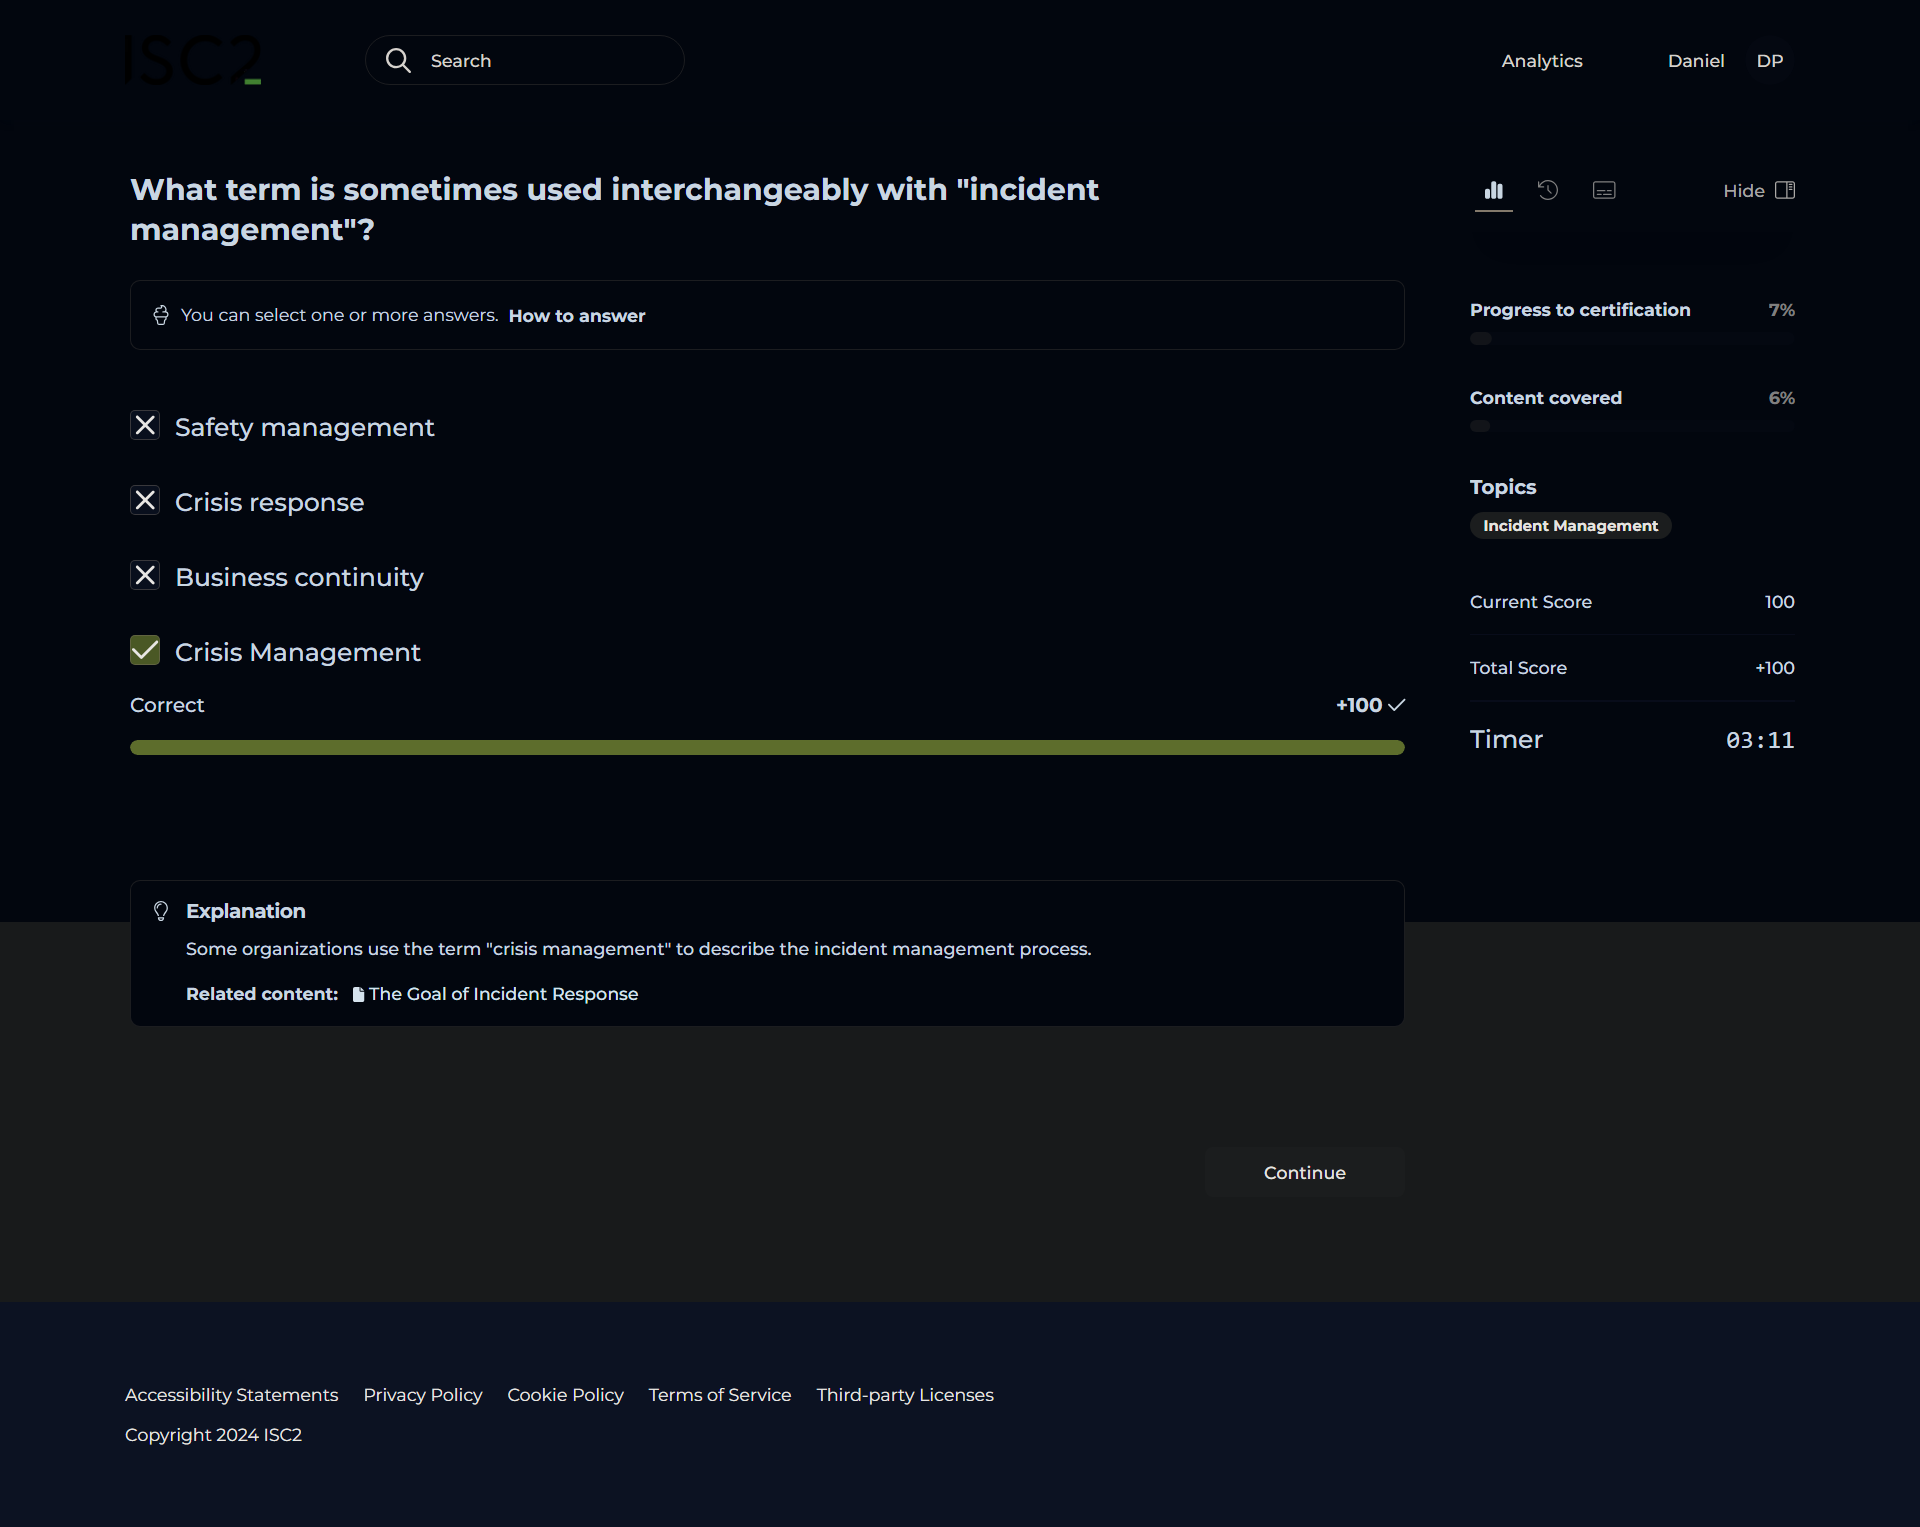 ISC2
Search
Analytics
Daniel
DP
What term is sometimes used interchangeably with "incident
management"?
You can select one or more answers. How to answer
Safety management
Crisis response
Business continuity
Crisis Management
Correct
+100
Explanation
Some organizations use the term "crisis management" to describe the incident management process.
Related content: The Goal of Incident Response
Continue
Hide
Progress to certification 7%
Content covered 6%
Topics
Incident Management
Current Score 100
Total Score +100
Timer 03:11
Accessibility Statements Privacy Policy Cookie Policy Terms of Service Third-party Licenses
Copyright 2024 ISC2